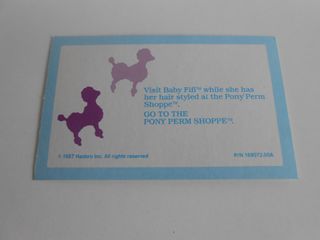 Visit Baby Fifi™ while she has
her hair styled at the Pony Perm
Shoppe™.
GO TO THE
PONY PERM SHOPPE™.
© 1987 Hasbro Inc. All rights reserved